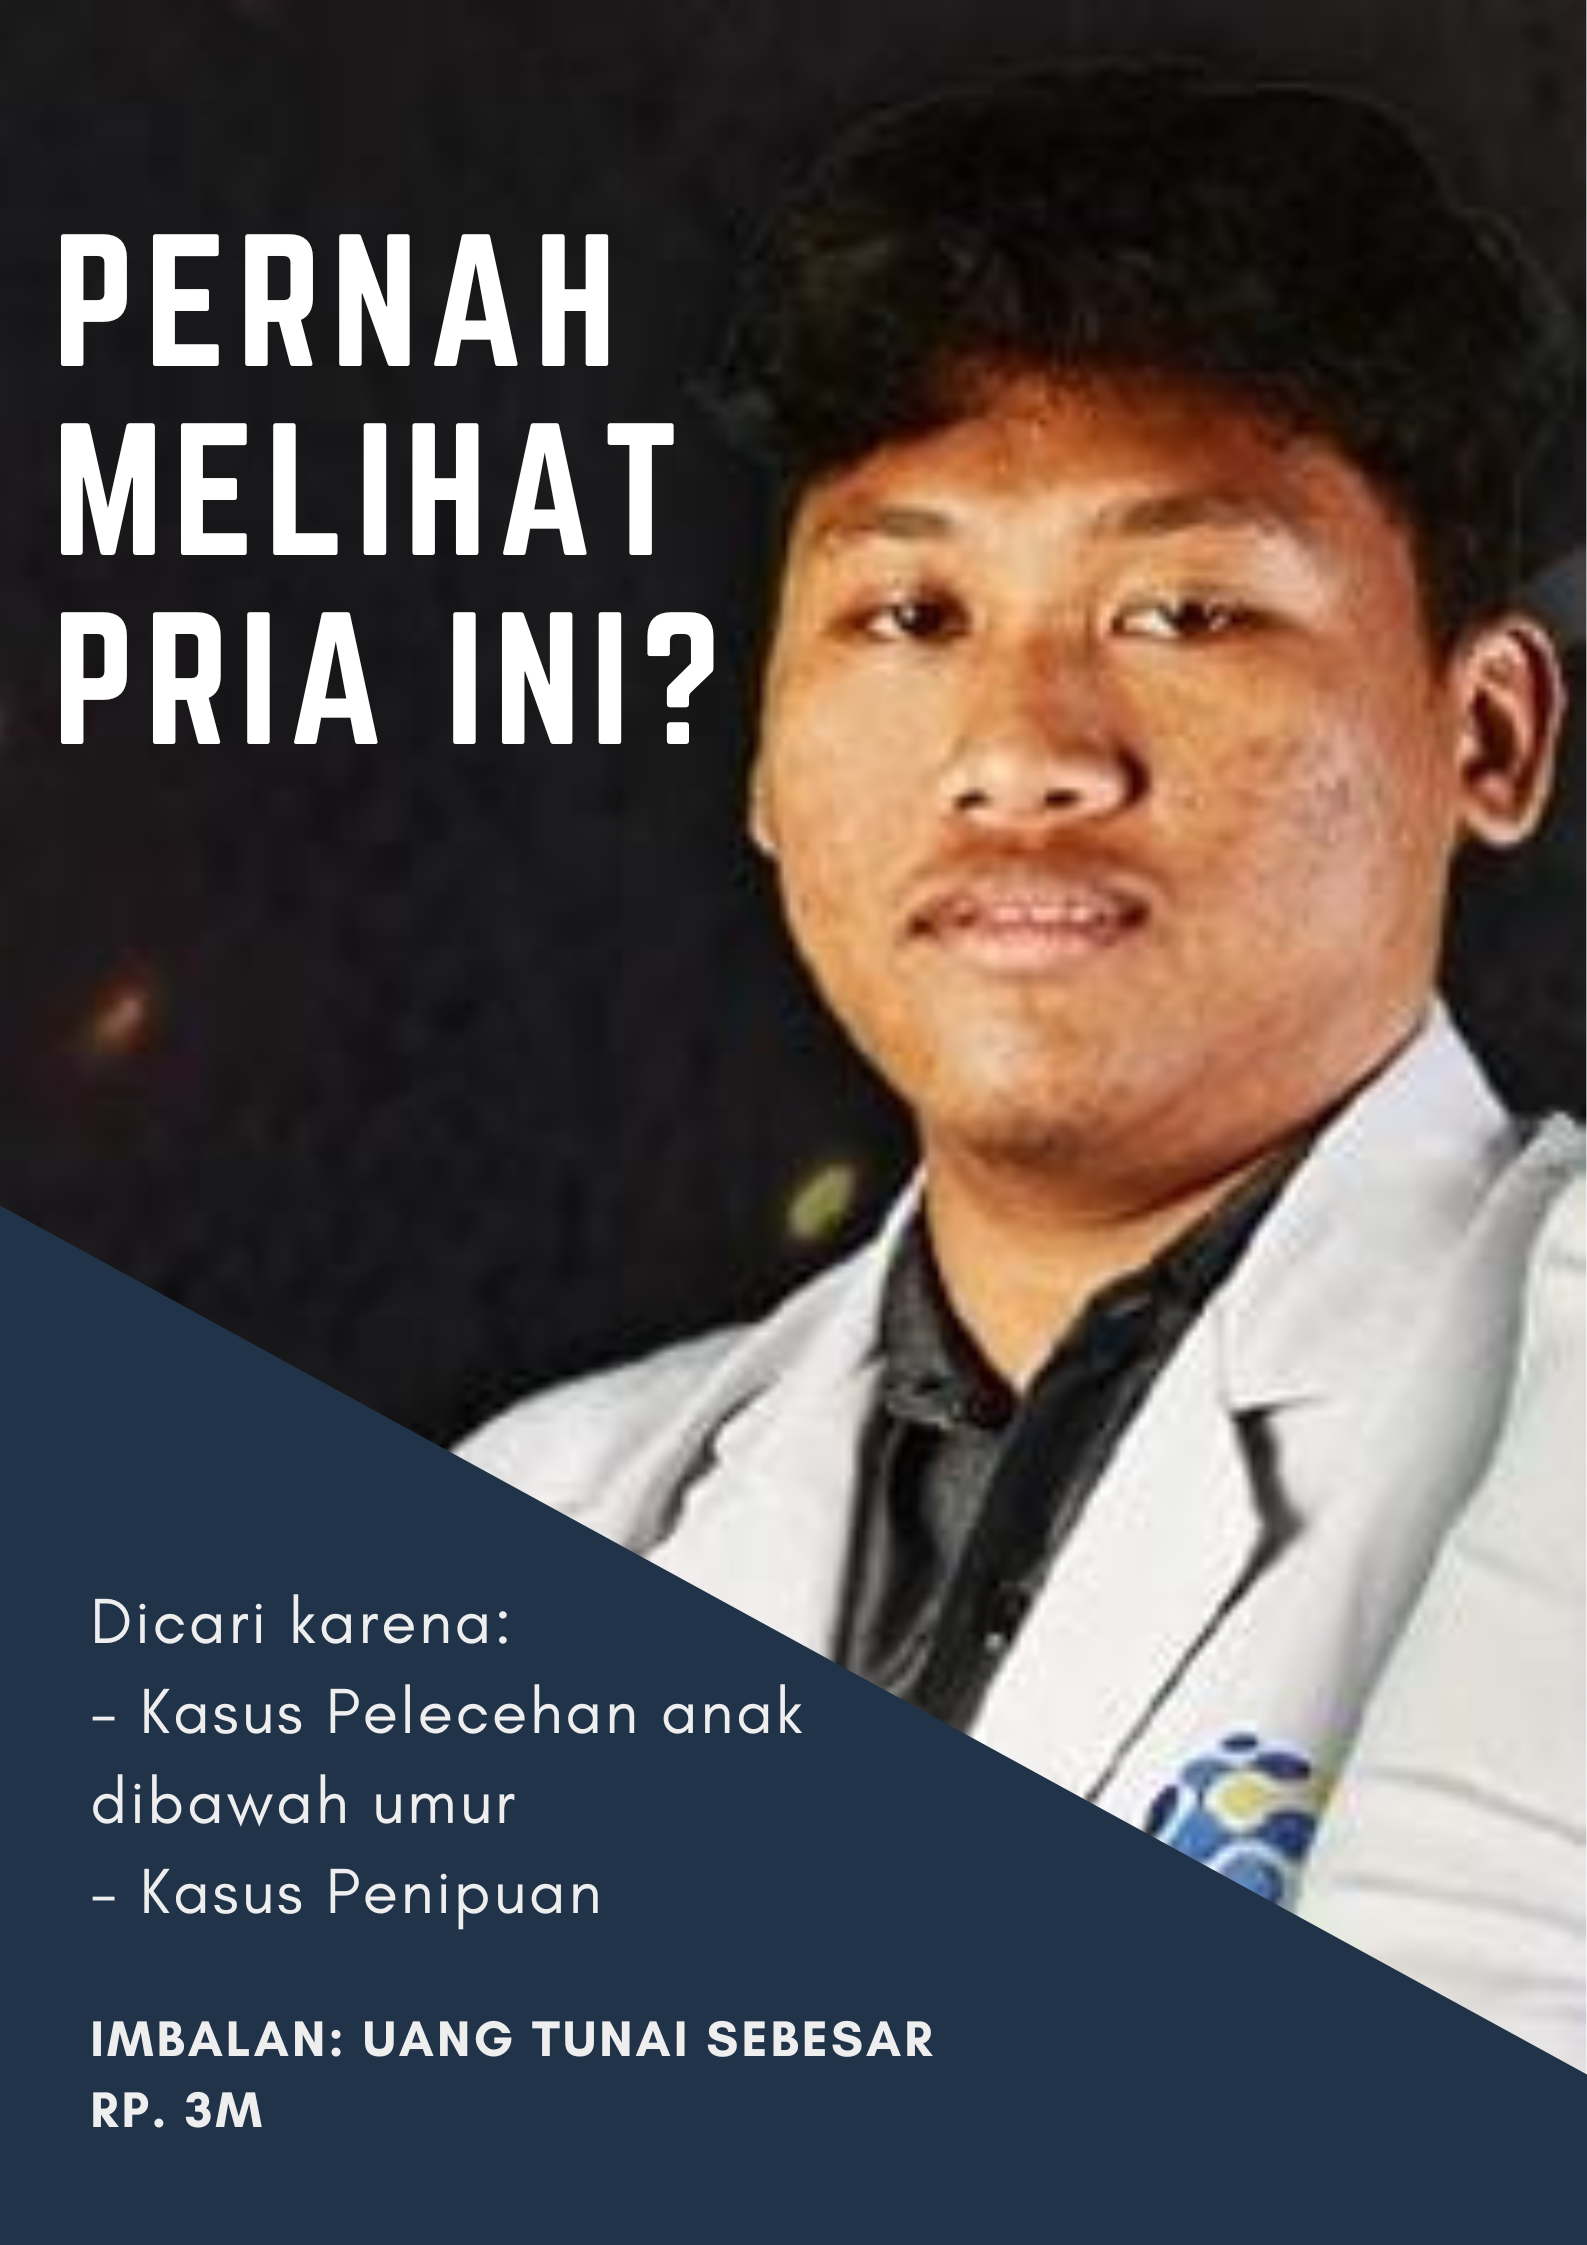 PERNAH
MELIHAT
PRIA INI?
Dicari karena:
- Kasus Pelecehan anak
dibawah umur
- Kasus Penipuan
IMBALAN: UANG TUNAI SEBESAR
RP. 3M